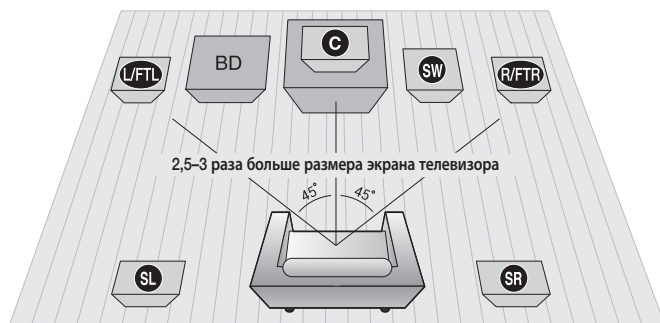 C
L/FTL
BD
SW
R/FTR
2,5–3 раза больше размера экрана телевизора
45˚ 45˚
SL
SR